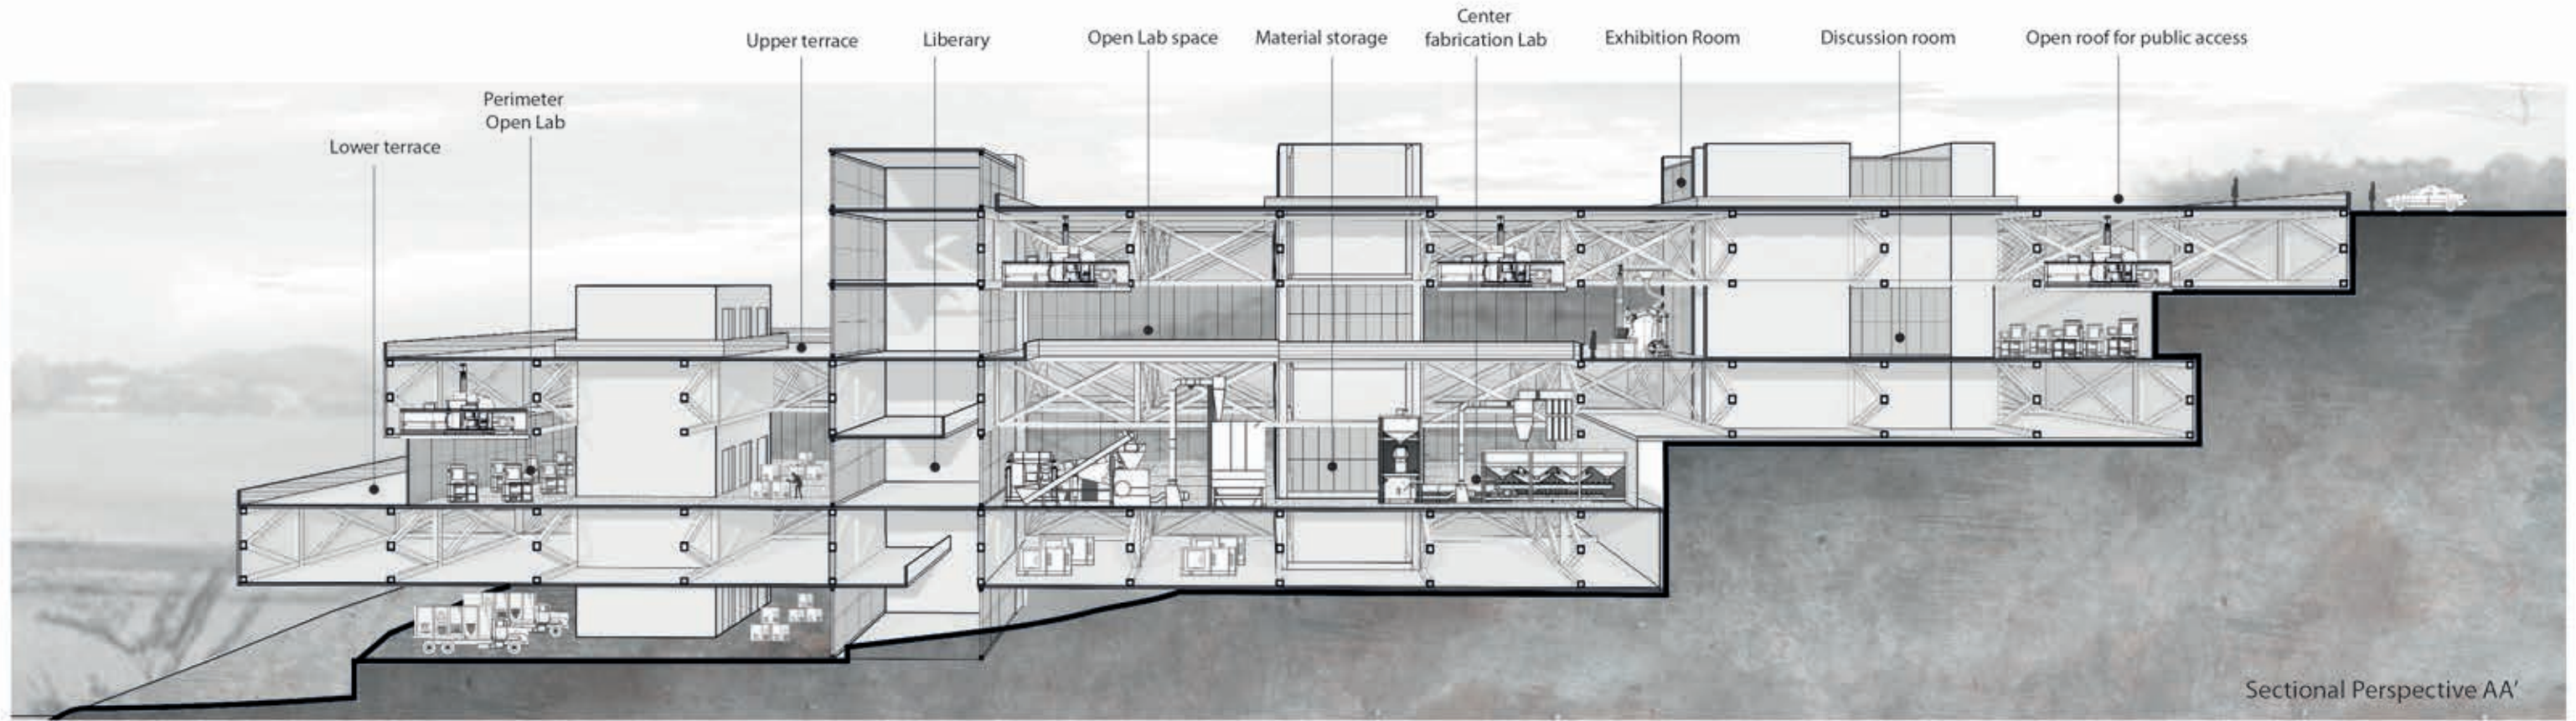 Lower terrace
Perimeter
Open Lab
Upper terrace
Liberary
Open Lab space
Material storage
Center
fabrication Lab
Exhibition Room
Discussion room
Open roof for public access
Sectional Perspective AA'